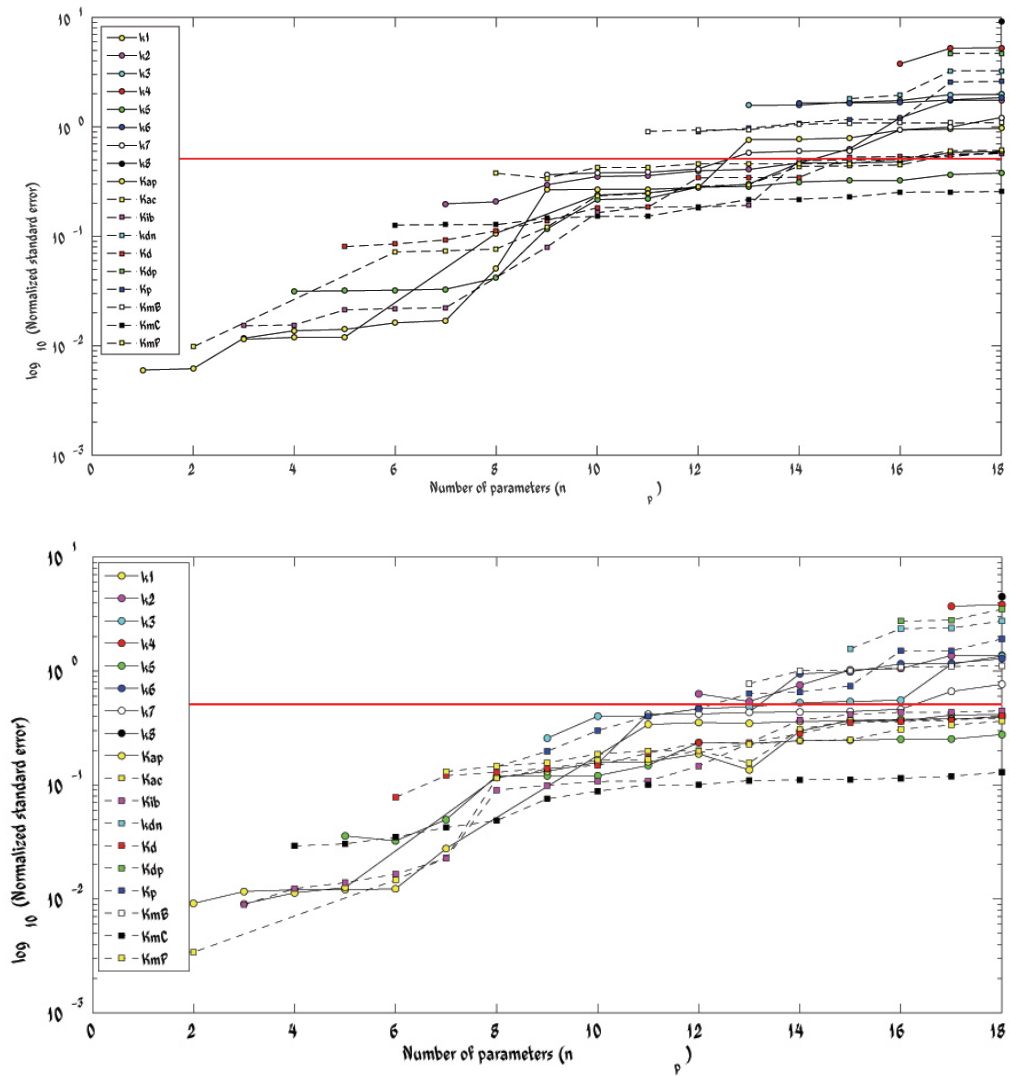 10 1
10 0
10 -1
10 -2
10 -3
log 10 (Normalized standard error)
k1
k2
k3
k4
k5
k6
k7
k8
Kap
Kac
Kib
kdn
Kd
Kdp
Kp
KmB
KmC
KmP
0 2 4 6 8 10 12 14 16 18
Number of parameters (n p )
10 1
10 0
10 -1
10 -2
10 -3
log 10 (Normalized standard error)
k1
k2
k3
k4
k5
k6
k7
k8
Kap
Kac
Kib
kdn
Kd
Kdp
Kp
KmB
KmC
KmP
0 2 4 6 8 10 12 14 16 18
Number of parameters (n p )